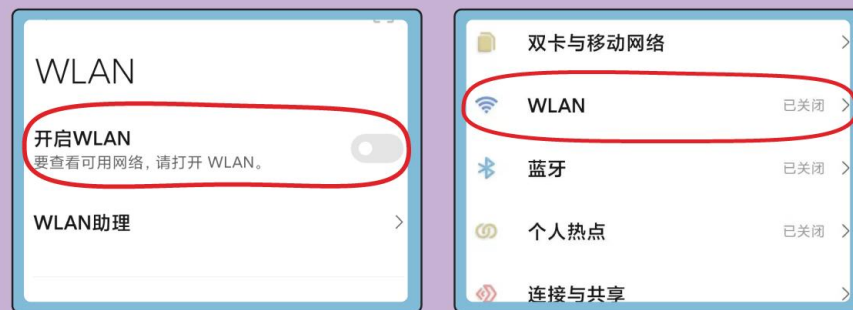 WLAN
开启WLAN
要查看可用网络，请打开 WLAN。
WLAN助理
双卡与移动网络
WLAN 已关闭
蓝牙 已关闭
个人热点 已关闭
连接与共享